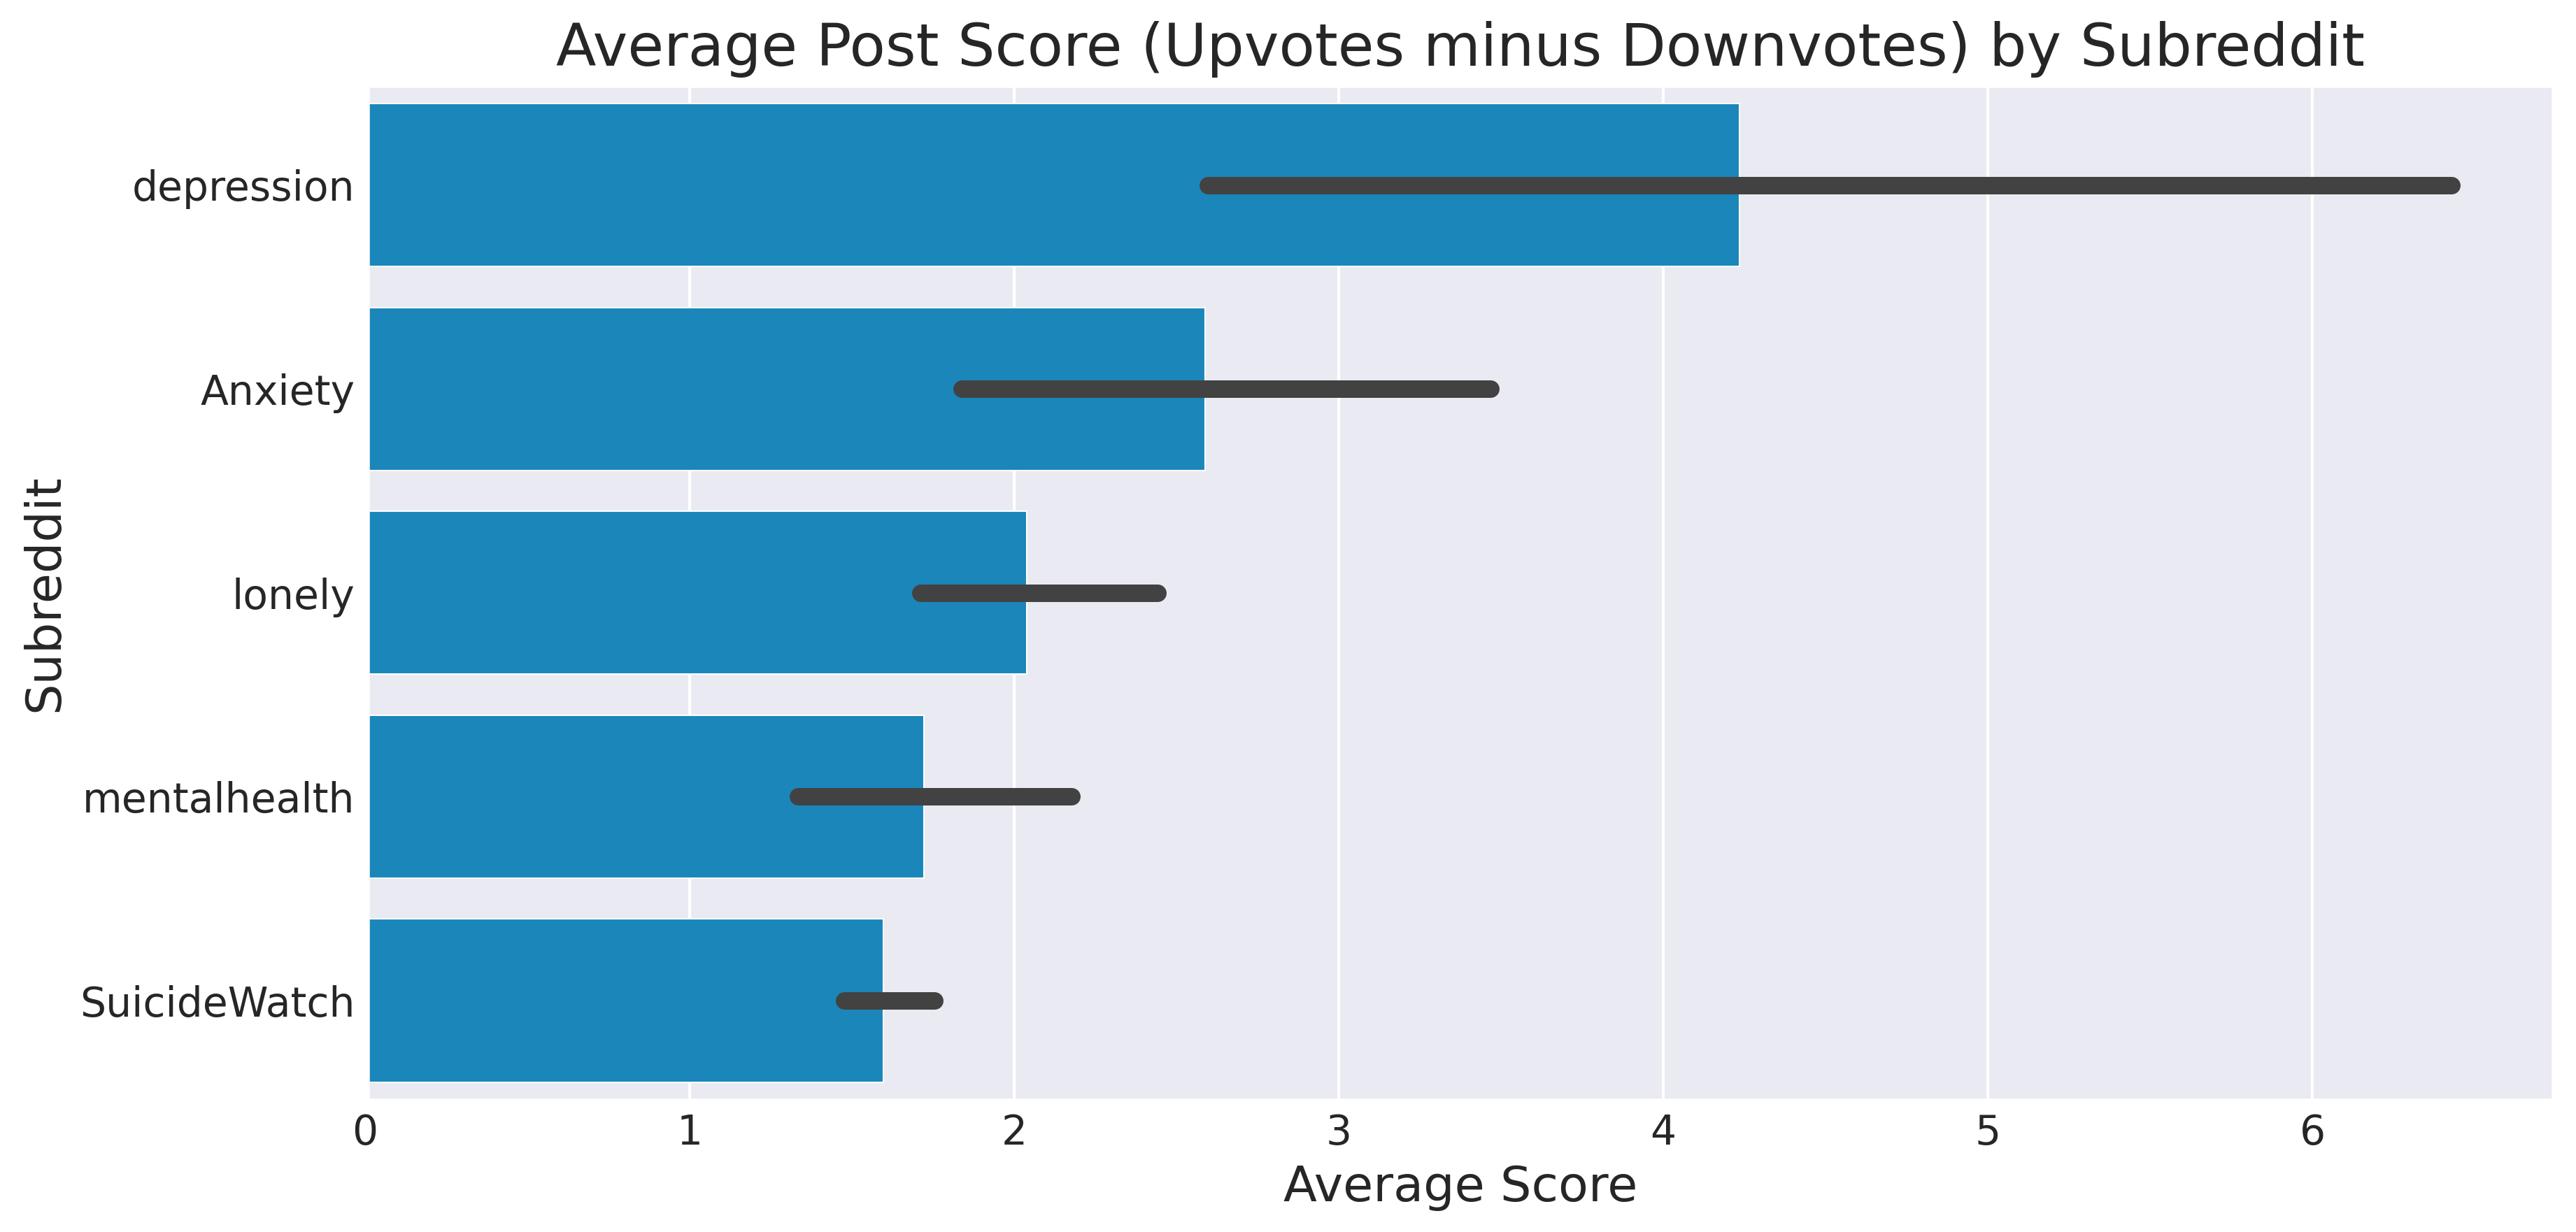 Average Post Score (Upvotes minus Downvotes) by Subreddit
depression
Anxiety
lonely
mentalhealth
SuicideWatch
Subreddit
0 1 2 3 4 5 6
Average Score